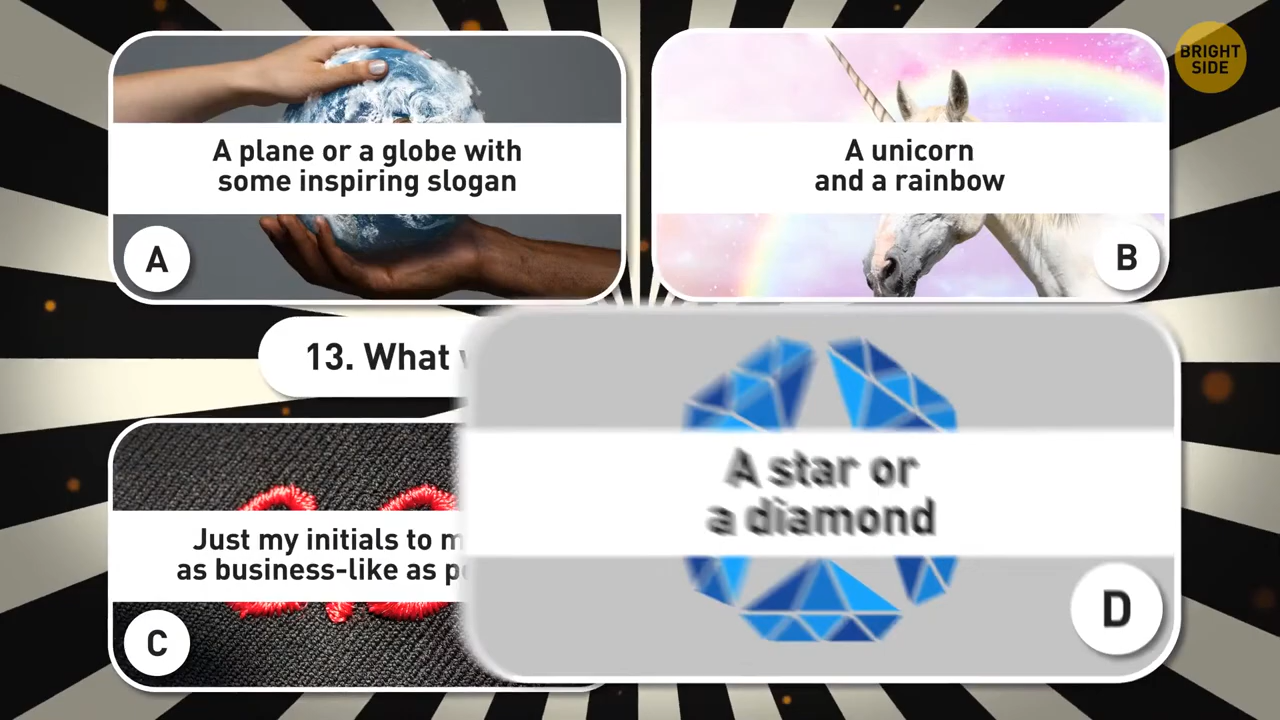 BRIGHT
SIDE
A plane or a globe with
some inspiring slogan
A
A unicorn
and a rainbow
B
13. What
Just my initials to
as business-like as
C
A star or
a diamond
D